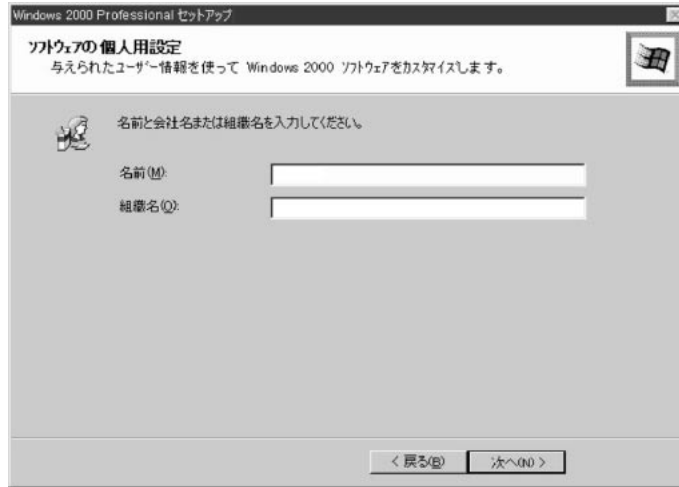 Windows 2000 Professional セットアップ
ソフトウェアの個人用設定
与えられたユーザー情報を使って Windows 2000 ソフトウェアをカスタマイズします。
名前と会社名または組織名を入力してください。
名前(M):
組織名(O):
< 戻る(B)
次へ(N) >